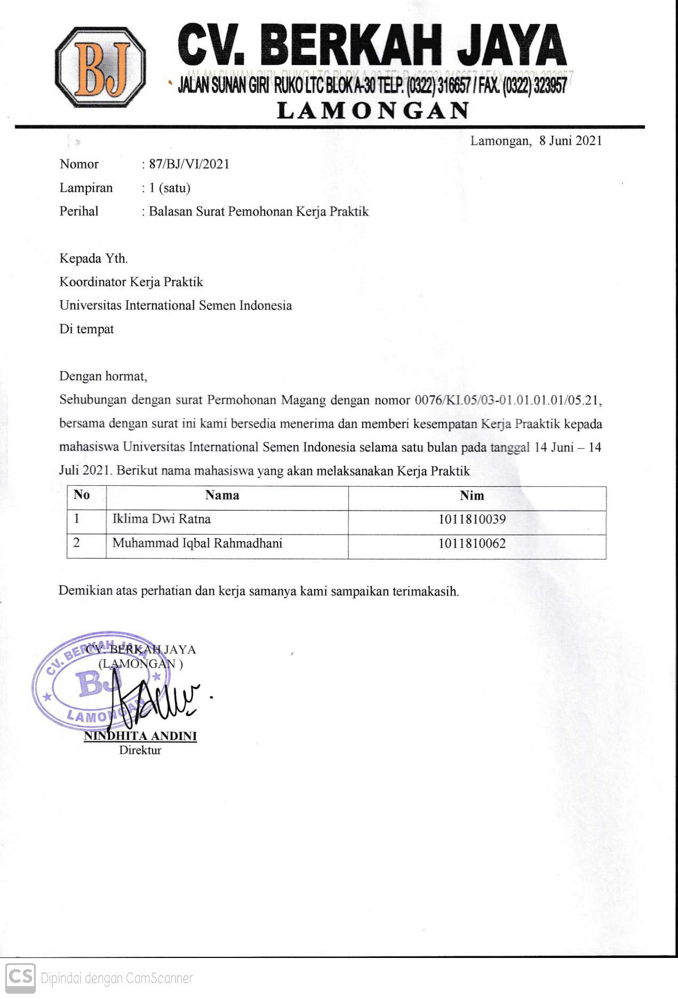 BJ
CV. BERKAH JAYA
JALAN SUNAN GIRI RUKO LTC BLOK A-30 TELP. (0322) 316657 / FAX. (0322) 323957
LAMONGAN
Lamongan, 8 Juni 2021
Nomor : 87/BJ/VI/2021
Lampiran : 1 (satu)
Perihal : Balasan Surat Pemohonan Kerja Praktik
Kepada Yth.
Koordinator Kerja Praktik
Universitas International Semen Indonesia
Di tempat
Dengan hormat,
Sehubungan dengan surat Permohonan Magang dengan nomor 0076/KI.05/03-01.01.01.01/05.21,
bersama dengan surat ini kami bersedia menerima dan memberi kesempatan Kerja Praaktik kepada
mahasiswa Universitas International Semen Indonesia selama satu bulan pada tanggal 14 Juni – 14
Juli 2021. Berikut nama mahasiswa yang akan melaksanakan Kerja Praktik
No Nama Nim
1 Iklima Dwi Ratna 1011810039
2 Muhammad Iqbal Rahmadhani 1011810062
Demikian atas perhatian dan kerja samanya kami sampaikan terimakasih.
CV. BERKAH JAYA
(LAMONGAN )
CV. BERKAH JAYA
BJ
LAMONGAN
NINDHITA ANDINI
Direktur
CS Dipindai dengan CamScanner